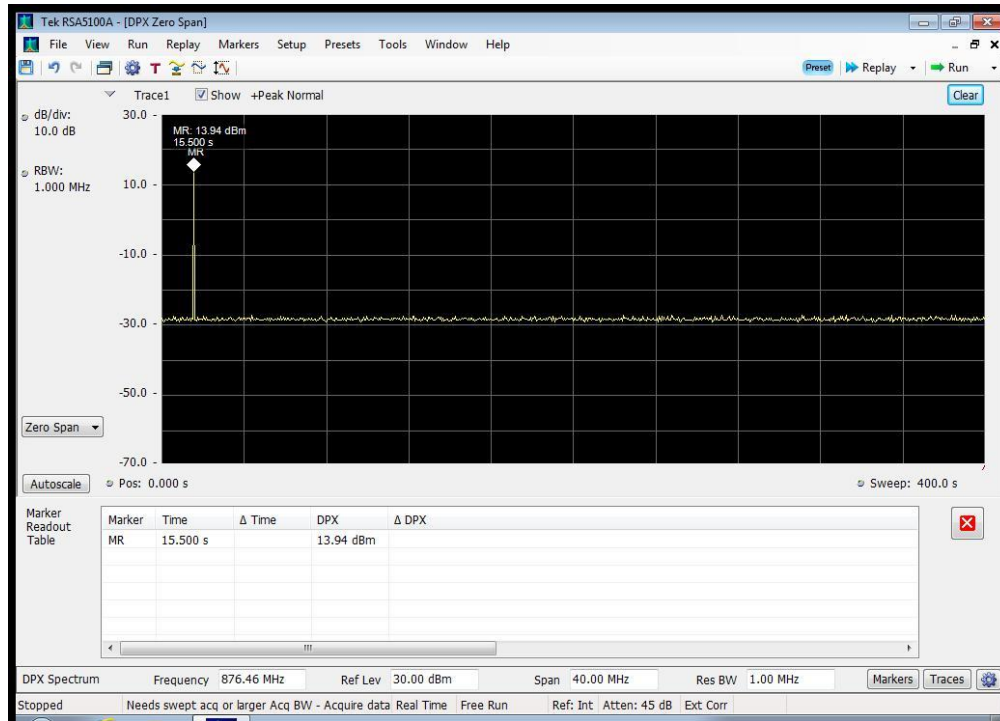 Tek RSA5100A - [DPX Zero Span]
File View Run Replay Markers Setup Presets Tools Window Help
Preset Replay Run
Trace1 Show +Peak Normal Clear
dB/div:
10.0 dB
RBW:
1.000 MHz
30.0
10.0
-10.0
-30.0
-50.0
-70.0
MR: 13.94 dBm
15.500 s
MR
Zero Span
Autoscale Pos: 0.000 s Sweep: 400.0 s
Marker
Readout
Table
Marker Time Δ Time DPX Δ DPX
MR 15.500 s 13.94 dBm
DPX Spectrum Frequency 876.46 MHz Ref Lev 30.00 dBm Span 40.00 MHz Res BW 1.00 MHz Markers Traces
Stopped Needs swept acq or larger Acq BW - Acquire data Real Time Free Run Ref: Int Atten: 45 dB Ext Corr